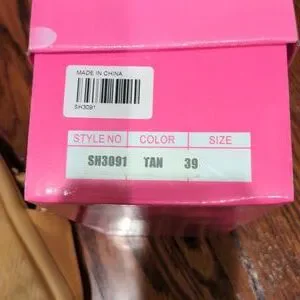 MADE IN CHINA
SH3091
STYLE NO COLOR SIZE
SH3091 TAN 39